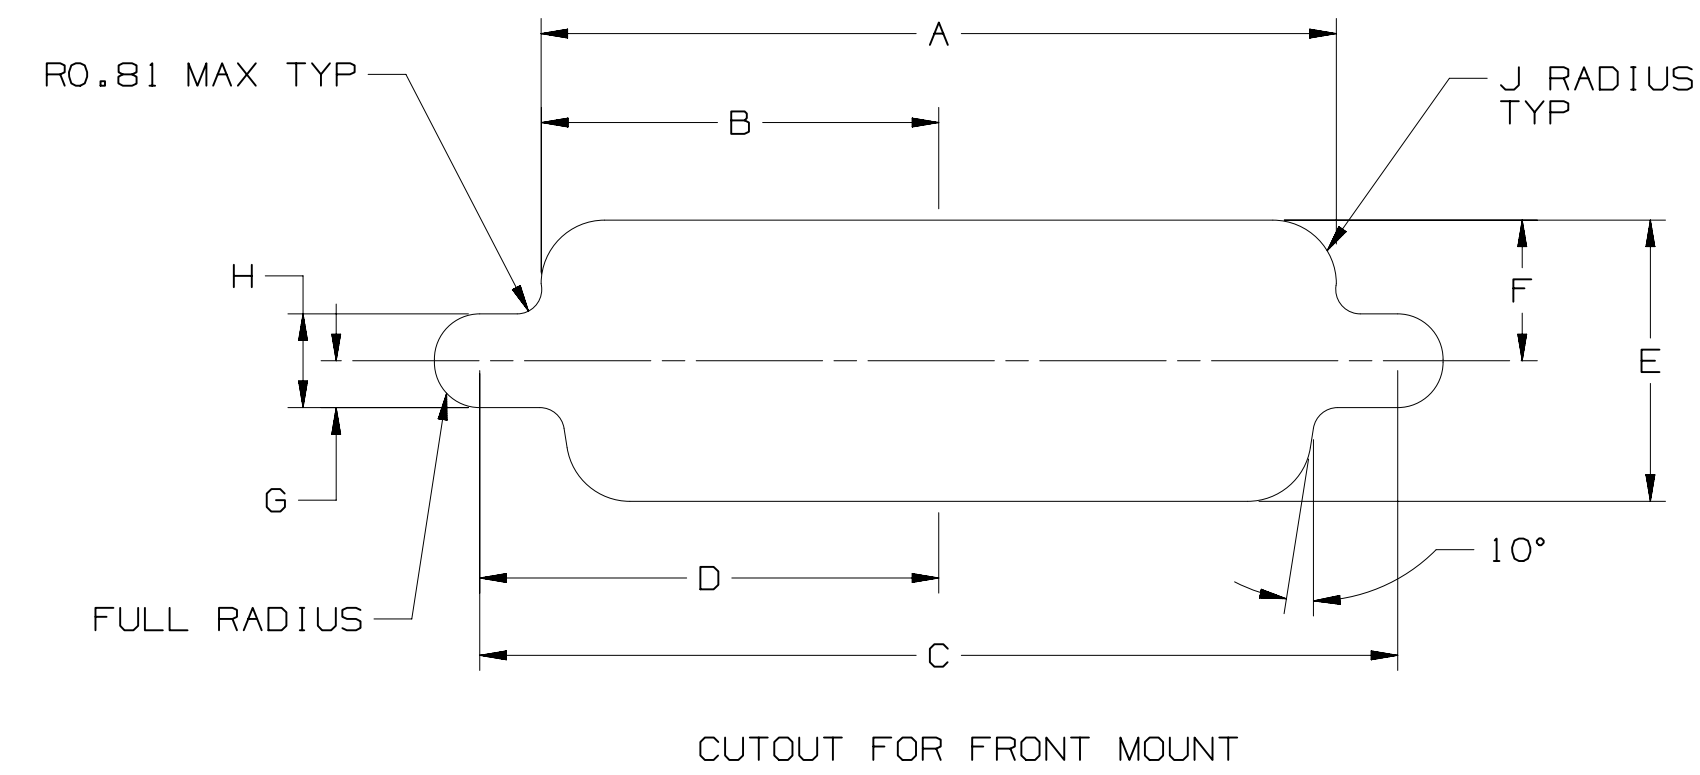 A
R0.81 MAX TYP
J RADIUS
TYP
B
H
F
E
G
10°
D
FULL RADIUS
C
CUTOUT FOR FRONT MOUNT